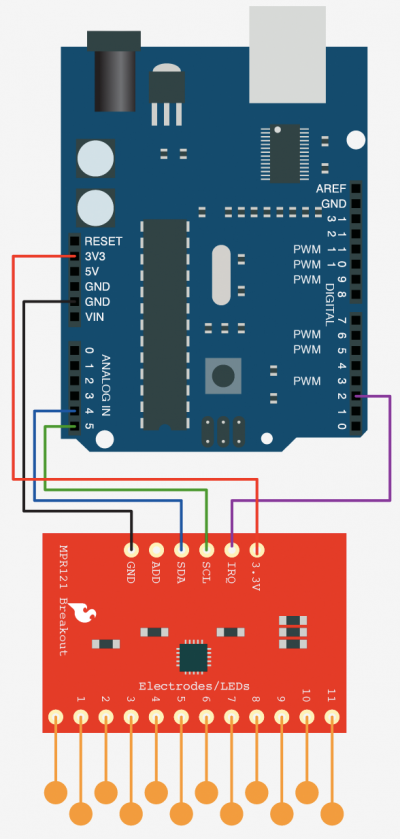 AREF
GND
13
12
PWM 11
PWM 10
PWM 9
8
DIGITAL
7
PWM 6
PWM 5
4
PWM 3
2
1
0
RESET
3V3
5V
GND
GND
VIN
ANALOG IN
0
1
2
3
4
5
MPR121 Breakout
GND
ADD
SDA
SCL
IRQ
3.3V
Electrodes/LEDs
1 2 3 4 5 6 7 8 9 10 11